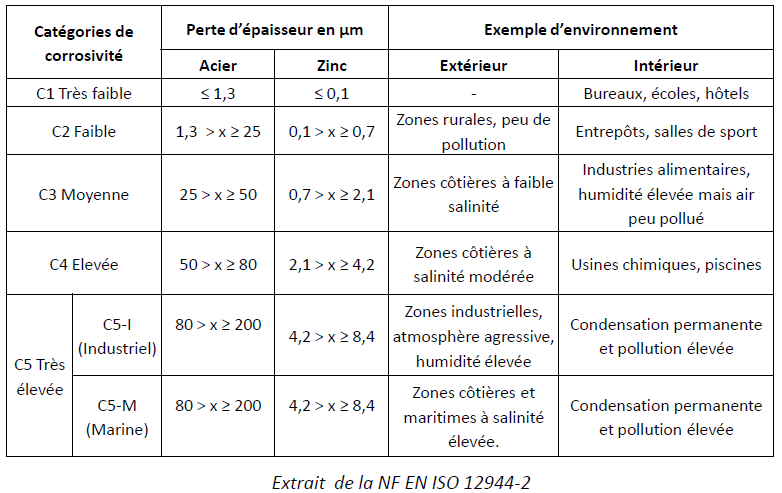 Catégories de corrosivité Perte d'épaisseur en µm Exemple d'environnement
Acier Zinc Extérieur Intérieur
C1 Très faible ≤ 1,3 ≤ 0,1 - Bureaux, écoles, hôtels
C2 Faible 1,3 > x ≥ 25 0,1 > x ≥ 0,7 Zones rurales, peu de pollution Entrepôts, salles de sport
C3 Moyenne 25 > x ≥ 50 0,7 > x ≥ 2,1 Zones côtières à faible salinité Industries alimentaires, humidité élevée mais air peu pollué
C4 Elevée 50 > x ≥ 80 2,1 > x ≥ 4,2 Zones côtières à salinité modérée Usines chimiques, piscines
C5 Très élevée C5-I (Industriel) 80 > x ≥ 200 4,2 > x ≥ 8,4 Zones industrielles, atmosphère agressive, humidité élevée Condensation permanente et pollution élevée
C5-M (Marine) 80 > x ≥ 200 4,2 > x ≥ 8,4 Zones côtières et maritimes à salinité élevée. Condensation permanente et pollution élevée
Extrait de la NF EN ISO 12944-2